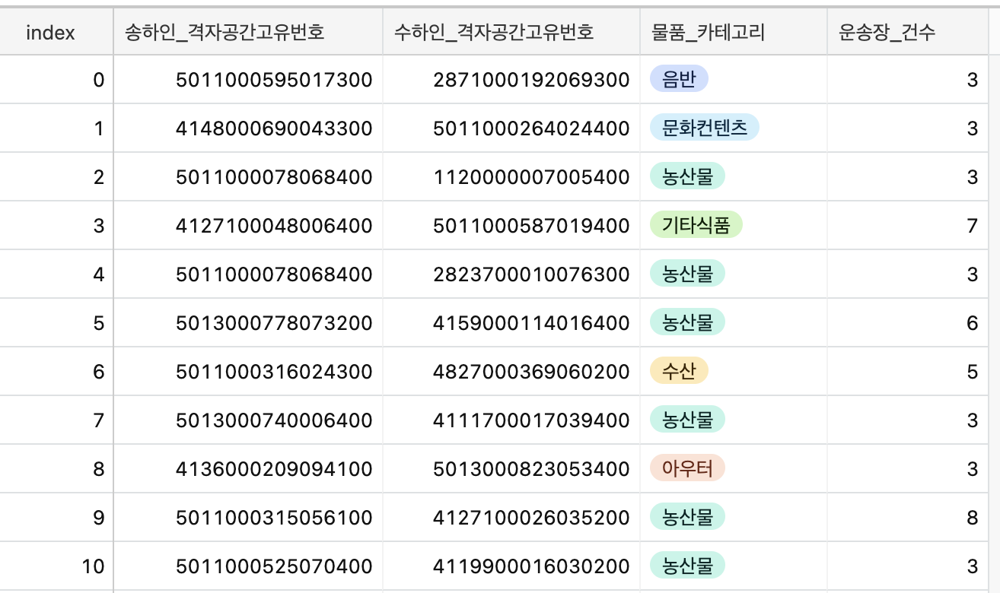 index 송하인_격자공간고유번호 수하인_격자공간고유번호 물품_카테고리 운송장_건수
0 5011000595017300 2871000192069300 음반 3
1 4148000690043300 5011000264024400 문화컨텐츠 3
2 5011000078068400 1120000007005400 농산물 3
3 4127100048006400 5011000587019400 기타식품 7
4 5011000078068400 2823700010076300 농산물 3
5 5013000778073200 4159000114016400 농산물 6
6 5011000316024300 4827000369060200 수산 5
7 5013000740006400 4111700017039400 농산물 3
8 4136000209094100 5013000823053400 아우터 3
9 5011000315056100 4127100026035200 농산물 8
10 5011000525070400 4119900016030200 농산물 3